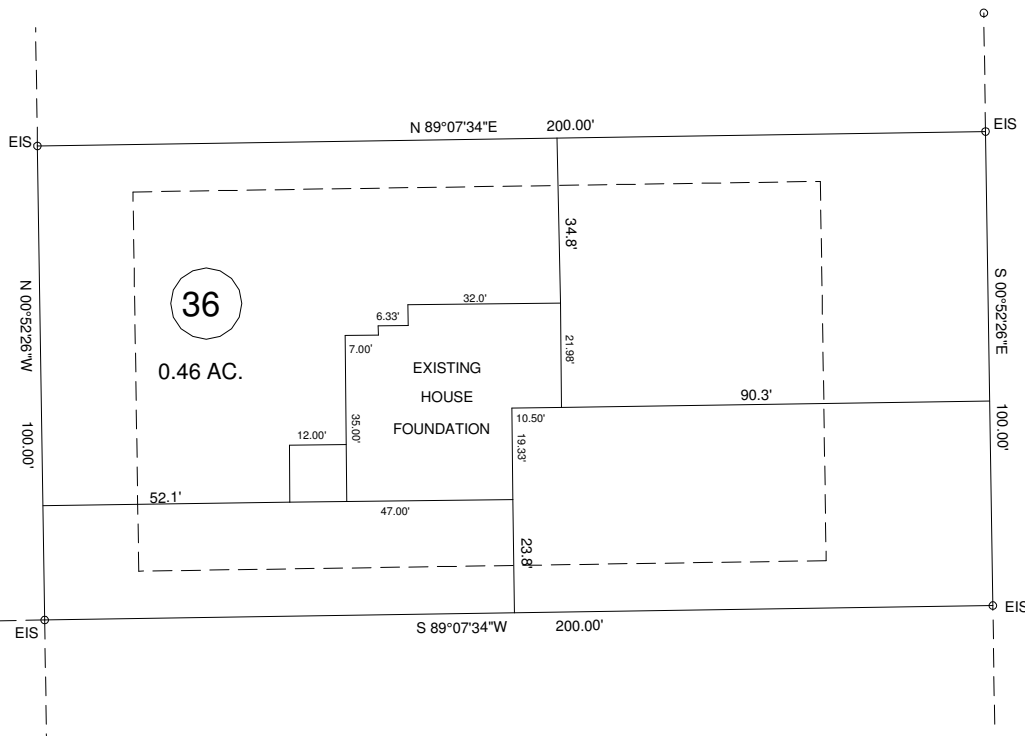 N 89°07'34"E 200.00'
EIS
EIS
34.8'
36
0.46 AC.
N 00°52'26"W 100.00'
S 00°52'26"E 100.00'
32.0'
6.33'
7.00'
21.98'
EXISTING
HOUSE
FOUNDATION
90.3'
10.50'
19.33'
35.00'
12.00'
52.1'
47.00'
23.8'
EIS
EIS
S 89°07'34"W 200.00'